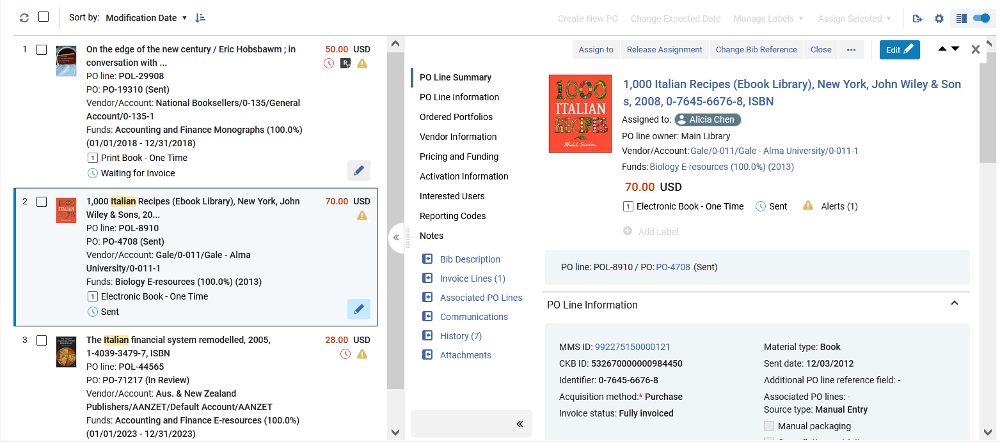 Sort by: Modification Date
Create New PO Change Expected Date Manage Labels Assign Selected
1
On the edge of the new century / Eric Hobsbawm ; in
conversation with ...
50.00 USD
PO line: POL-29908
PO: PO-19310 (Sent)
Vendor/Account: National Booksellers/0-135/General
Account/0-135-1
Funds: Accounting and Finance Monographs (100.0%)
(01/01/2018 - 12/31/2018)
1 Print Book - One Time
Waiting for Invoice
2
1,000 Italian Recipes (Ebook Library), New York, John
Wiley & Sons, 20...
70.00 USD
PO line: POL-8910
PO: PO-4708 (Sent)
Vendor/Account: Gale/0-011/Gale - Alma
University/0-011-1
Funds: Biology E-resources (100.0%) (2013)
1 Electronic Book - One Time
Sent
3
The Italian financial system remodelled, 2005,
1-4039-3479-7, ISBN
28.00 USD
PO line: POL-44565
PO: PO-71217 (In Review)
Vendor/Account: Aus. & New Zealand
Publishers/AANZET/Default Account/AANZET
Funds: Accounting and Finance E-resources (100.0%)
(01/01/2023 - 12/31/2023)
Assign to Release Assignment Change Bib Reference Close ... Edit
PO Line Summary
PO Line Information
Ordered Portfolios
Vendor Information
Pricing and Funding
Activation Information
Interested Users
Reporting Codes
Notes
Bib Description
Invoice Lines (1)
Associated PO Lines
Communications
History (7)
Attachments
1,000
ITALIAN
RECIPES
1,000 Italian Recipes (Ebook Library), New York, John Wiley & Son
s, 2008, 0-7645-6676-8, ISBN
Assigned to: Alicia Chen
PO line owner: Main Library
Vendor/Account: Gale/0-011/Gale - Alma University/0-011-1
Funds: Biology E-resources (100.0%) (2013)
70.00 USD
1 Electronic Book - One Time Sent Alerts (1)
Add Label
PO line: POL-8910 / PO: PO-4708 (Sent)
PO Line Information
MMS ID: 992275150000121
CKB ID: 532670000000984450
Identifier: 0-7645-6676-8
Acquisition method:* Purchase
Invoice status: Fully invoiced
Material type: Book
Sent date: 12/03/2012
Additional PO line reference field: -
Associated PO lines: -
Source type: Manual Entry
Manual packaging